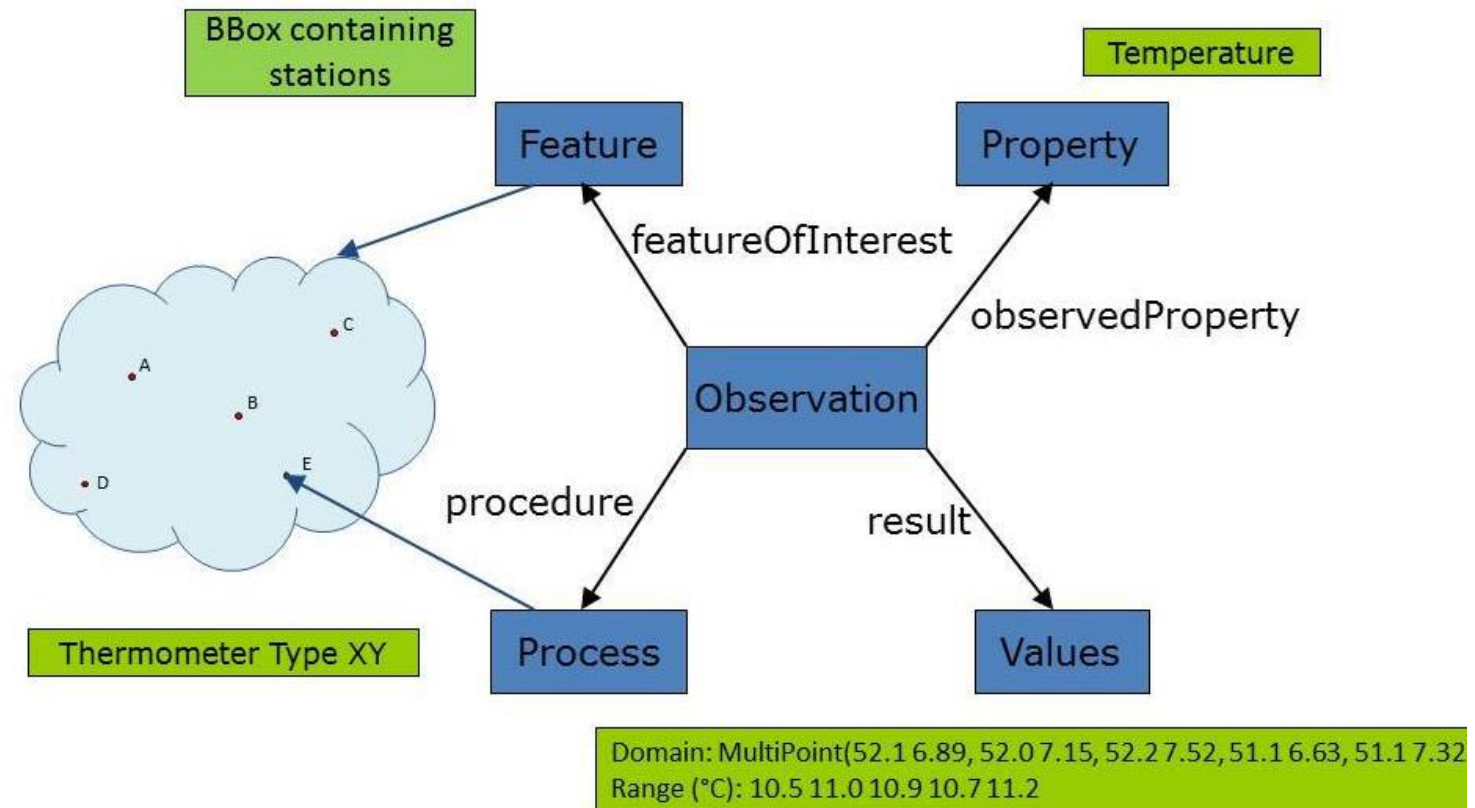 BBox containing
stations
Temperature
Feature
Property
featureOfInterest
observedProperty
C
A
B
Observation
E
D
procedure
result
Thermometer Type XY
Process
Values
Domain: MultiPoint(52.1 6.89, 52.0 7.15, 52.2 7.52, 51.1 6.63, 51.1 7.32
Range (°C): 10.5 11.0 10.9 10.7 11.2